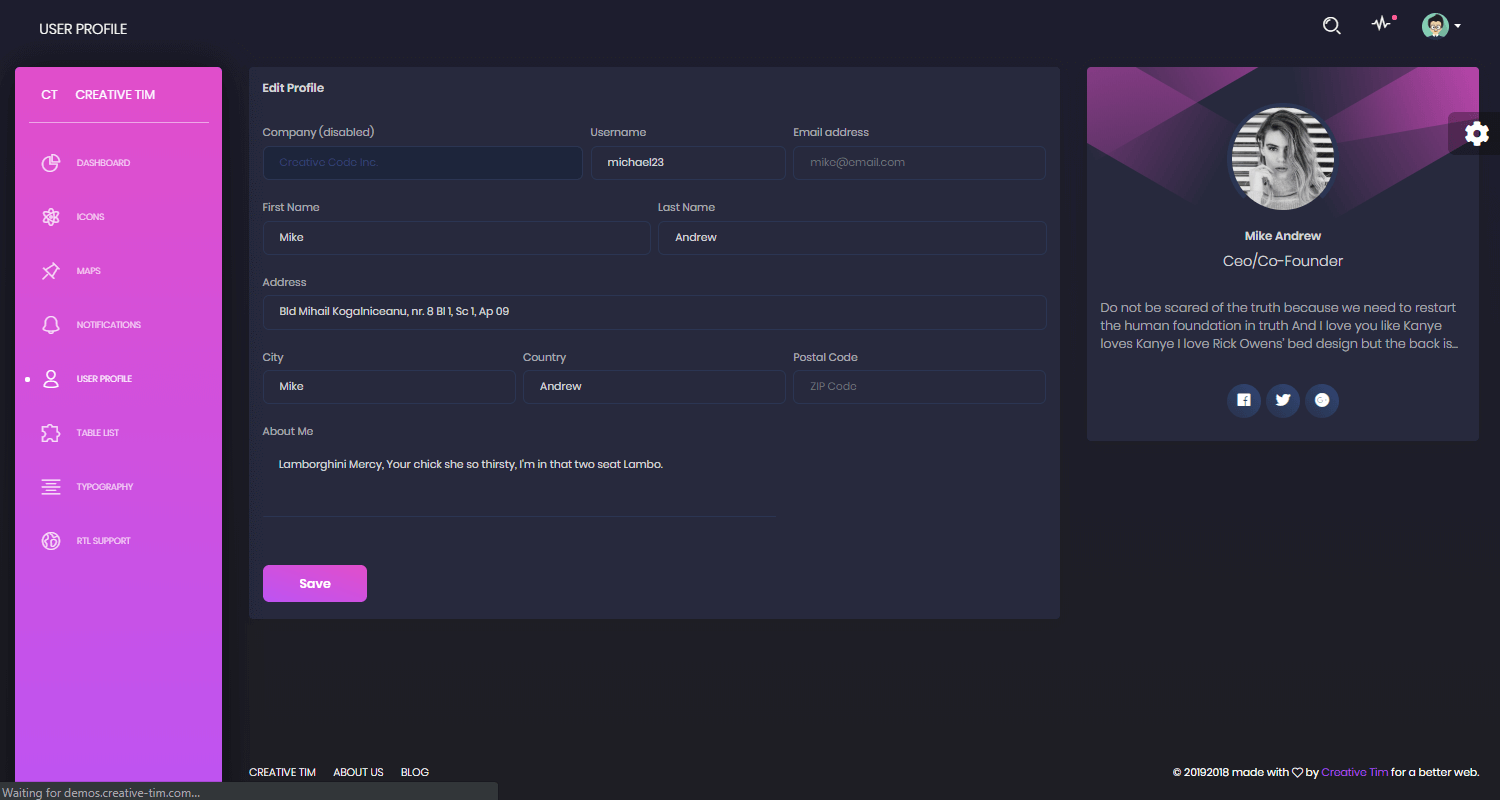 USER PROFILE
CT CREATIVE TIM
DASHBOARD
ICONS
MAPS
NOTIFICATIONS
USER PROFILE
TABLE LIST
TYPOGRAPHY
RTL SUPPORT
Edit Profile
Company (disabled) Username Email address
Creative Code Inc. michael23 mike@email.com
First Name Last Name
Mike Andrew
Address
Bld Mihail Kogalniceanu, nr. 8 Bl 1, Sc 1, Ap 09
City Country Postal Code
Mike Andrew ZIP Code
About Me
Lamborghini Mercy, Your chick she so thirsty, I'm in that two seat Lambo.
Save
Mike Andrew
Ceo/Co-Founder
Do not be scared of the truth because we need to restart
the human foundation in truth And I love you like Kanye
loves Kanye I love Rick Owens' bed design but the back is...
CREATIVE TIM ABOUT US BLOG
© 20192018 made with by Creative Tim for a better web.
Waiting for demos.creative-tim.com...